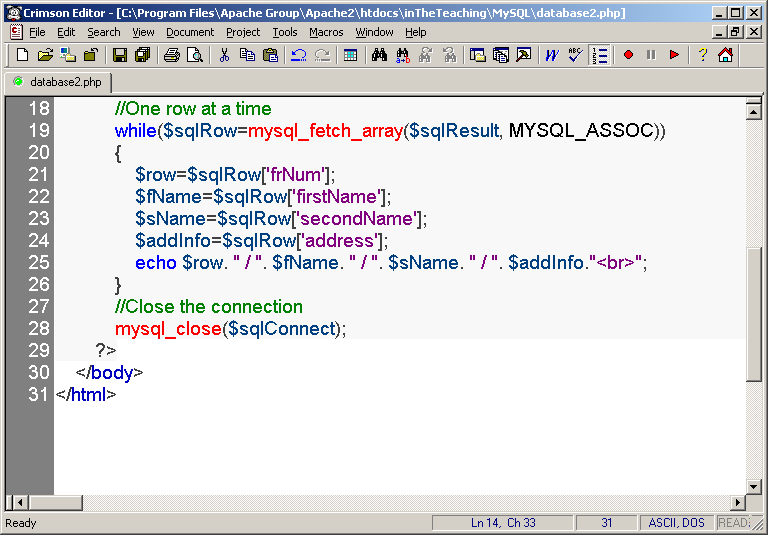 Crimson Editor - [C:\Program Files\Apache Group\Apache2\htdocs\inTheTeaching\MySQL\database2.php]
File Edit Search View Document Project Tools Macros Window Help
database2.php
18 //One row at a time
19 while($sqlRow=mysql_fetch_array($sqlResult, MYSQL_ASSOC))
20 {
21 $row=$sqlRow['frNum'];
22 $fName=$sqlRow['firstName'];
23 $sName=$sqlRow['secondName'];
24 $addInfo=$sqlRow['address'];
25 echo $row. " / ". $fName. " / ". $sName. " / ". $addInfo."<br>";
26 }
27 //Close the connection
28 mysql_close($sqlConnect);
29 ?>
30 </body>
31 </html>
Ready Ln 14, Ch 33 31 ASCII, DOS READ